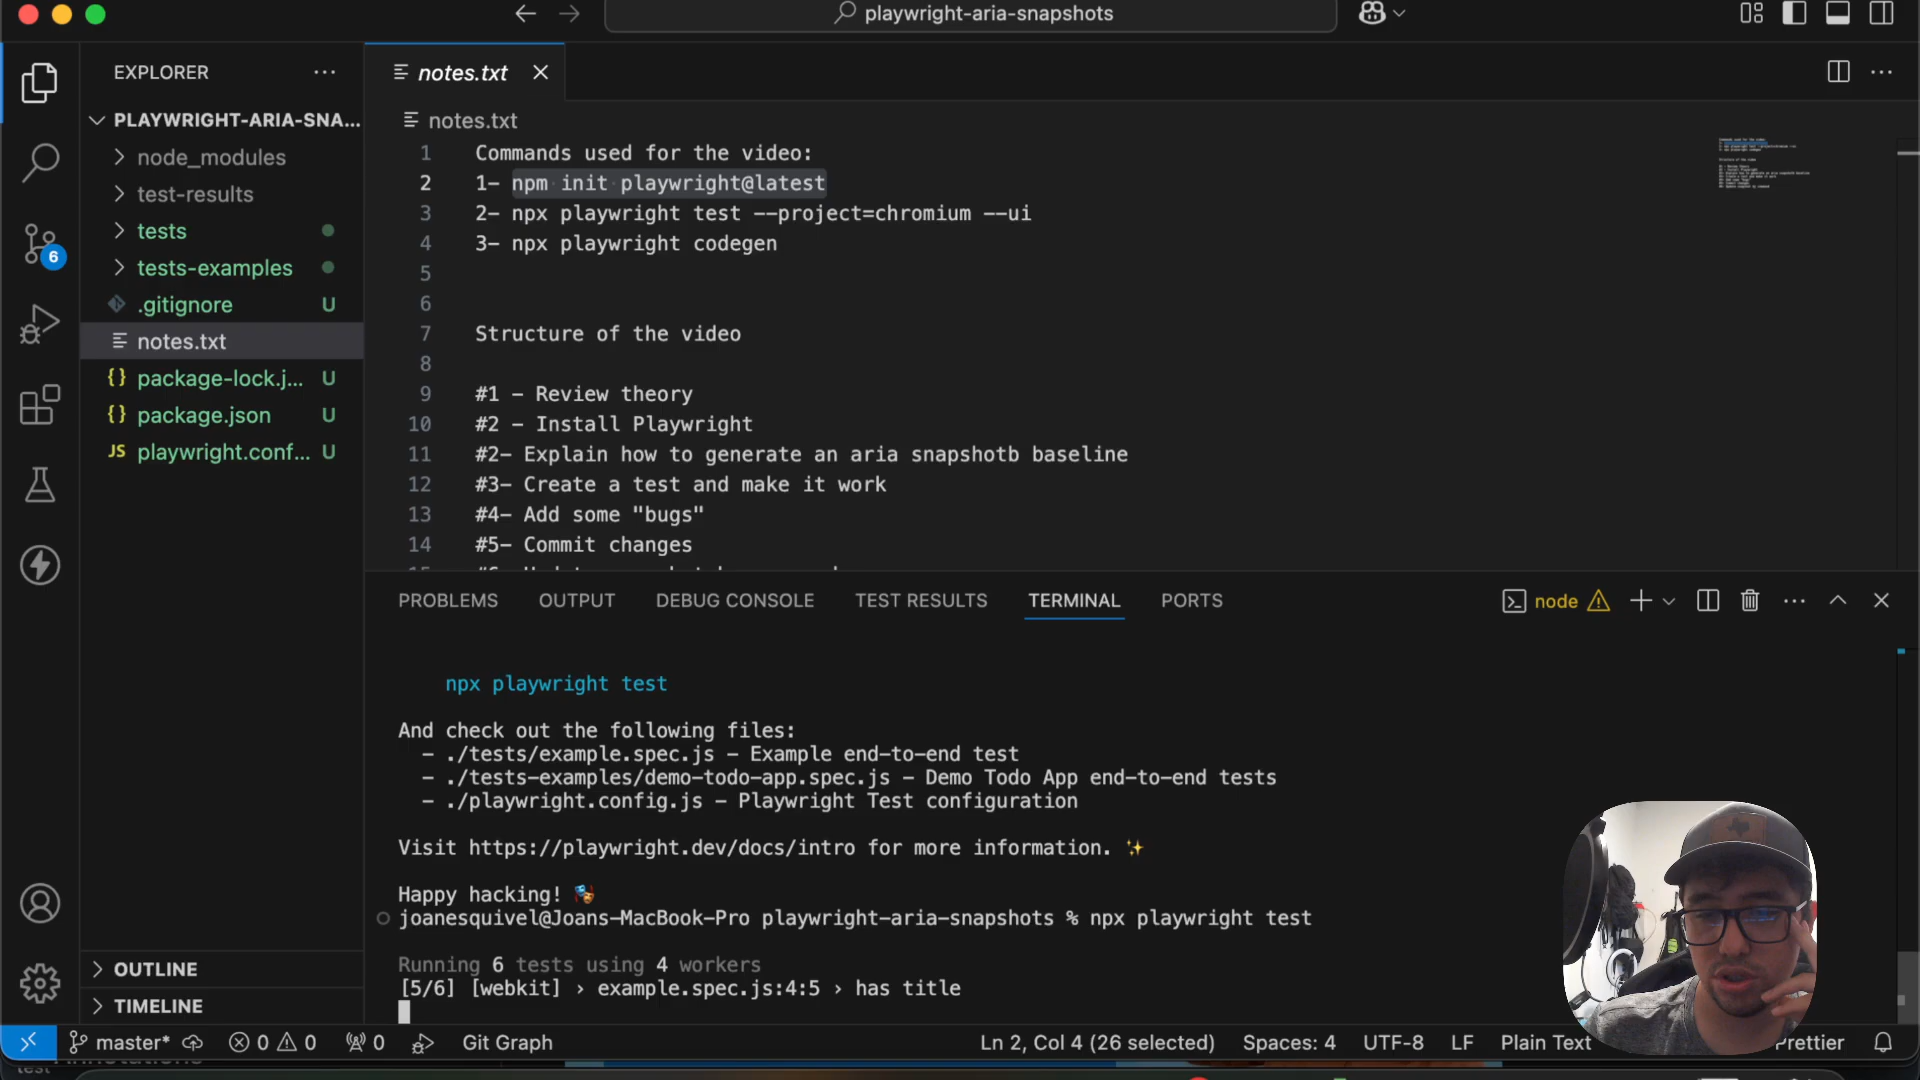 playwright-aria-snapshots
EXPLORER
PLAYWRIGHT-ARIA-SNA...
node_modules
test-results
tests
tests-examples
.gitignore U
notes.txt
package-lock.j... U
package.json U
JS playwright.conf... U
6
OUTLINE
TIMELINE
notes.txt
notes.txt
1 Commands used for the video:
2 1- npm init playwright@latest
3 2- npx playwright test --project=chromium --ui
4 3- npx playwright codegen
5
6
7 Structure of the video
8
9 #1 - Review theory
10 #2 - Install Playwright
11 #2- Explain how to generate an aria snapshotb baseline
12 #3- Create a test and make it work
13 #4- Add some "bugs"
14 #5- Commit changes
PROBLEMS OUTPUT DEBUG CONSOLE TEST RESULTS TERMINAL PORTS
node
npx playwright test
And check out the following files:
- ./tests/example.spec.js - Example end-to-end test
- ./tests-examples/demo-todo-app.spec.js - Demo Todo App end-to-end tests
- ./playwright.config.js - Playwright Test configuration
Visit https://playwright.dev/docs/intro for more information. ✨
Happy hacking! 🎭
joanesquivel@Joans-MacBook-Pro playwright-aria-snapshots % npx playwright test
Running 6 tests using 4 workers
[5/6] [webkit] › example.spec.js:4:5 › has title
master* 0 0 0 Git Graph Ln 2, Col 4 (26 selected) Spaces: 4 UTF-8 LF Plain Text Prettier